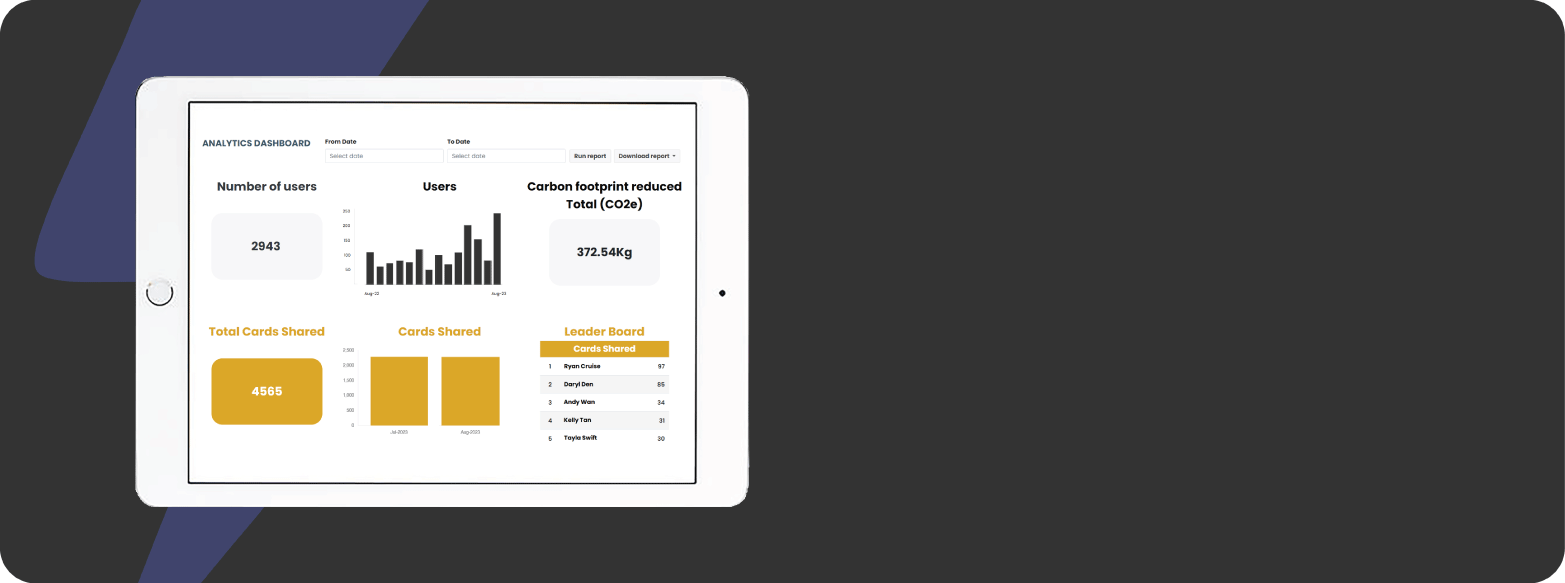 ANALYTICS DASHBOARD
From Date
To Date
Select date
Select date
Run report
Download report
Number of users
Users
Carbon footprint reduced
Total (CO2e)
2943
350
200
150
100
50
Aug-22
Aug-23
372.54Kg
Total Cards Shared
Cards Shared
Leader Board
4565
2.500
2.000
1.500
1.000
500
0
Jul-2023
Aug-2023
Cards Shared
1 Ryan Cruise 97
2 Daryl Den 85
3 Andy Wan 34
4 Kelly Tan 31
5 Tayla Swift 30